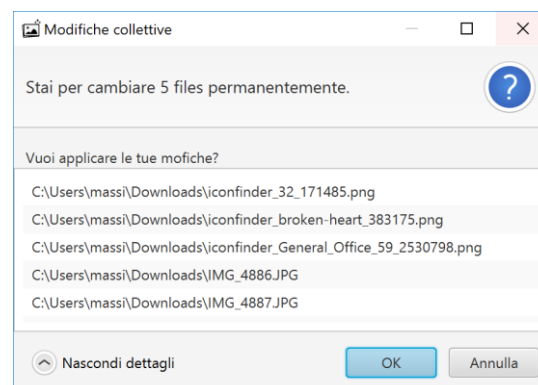 Modifiche collettive
Stai per cambiare 5 files permanentemente.
?
Vuoi applicare le tue mofiche?
C:\Users\massi\Downloads\iconfinder_32_171485.png
C:\Users\massi\Downloads\iconfinder_broken-heart_383175.png
C:\Users\massi\Downloads\iconfinder_General_Office_59_2530798.png
C:\Users\massi\Downloads\IMG_4886.JPG
C:\Users\massi\Downloads\IMG_4887.JPG
Nascondi dettagli OK Annulla